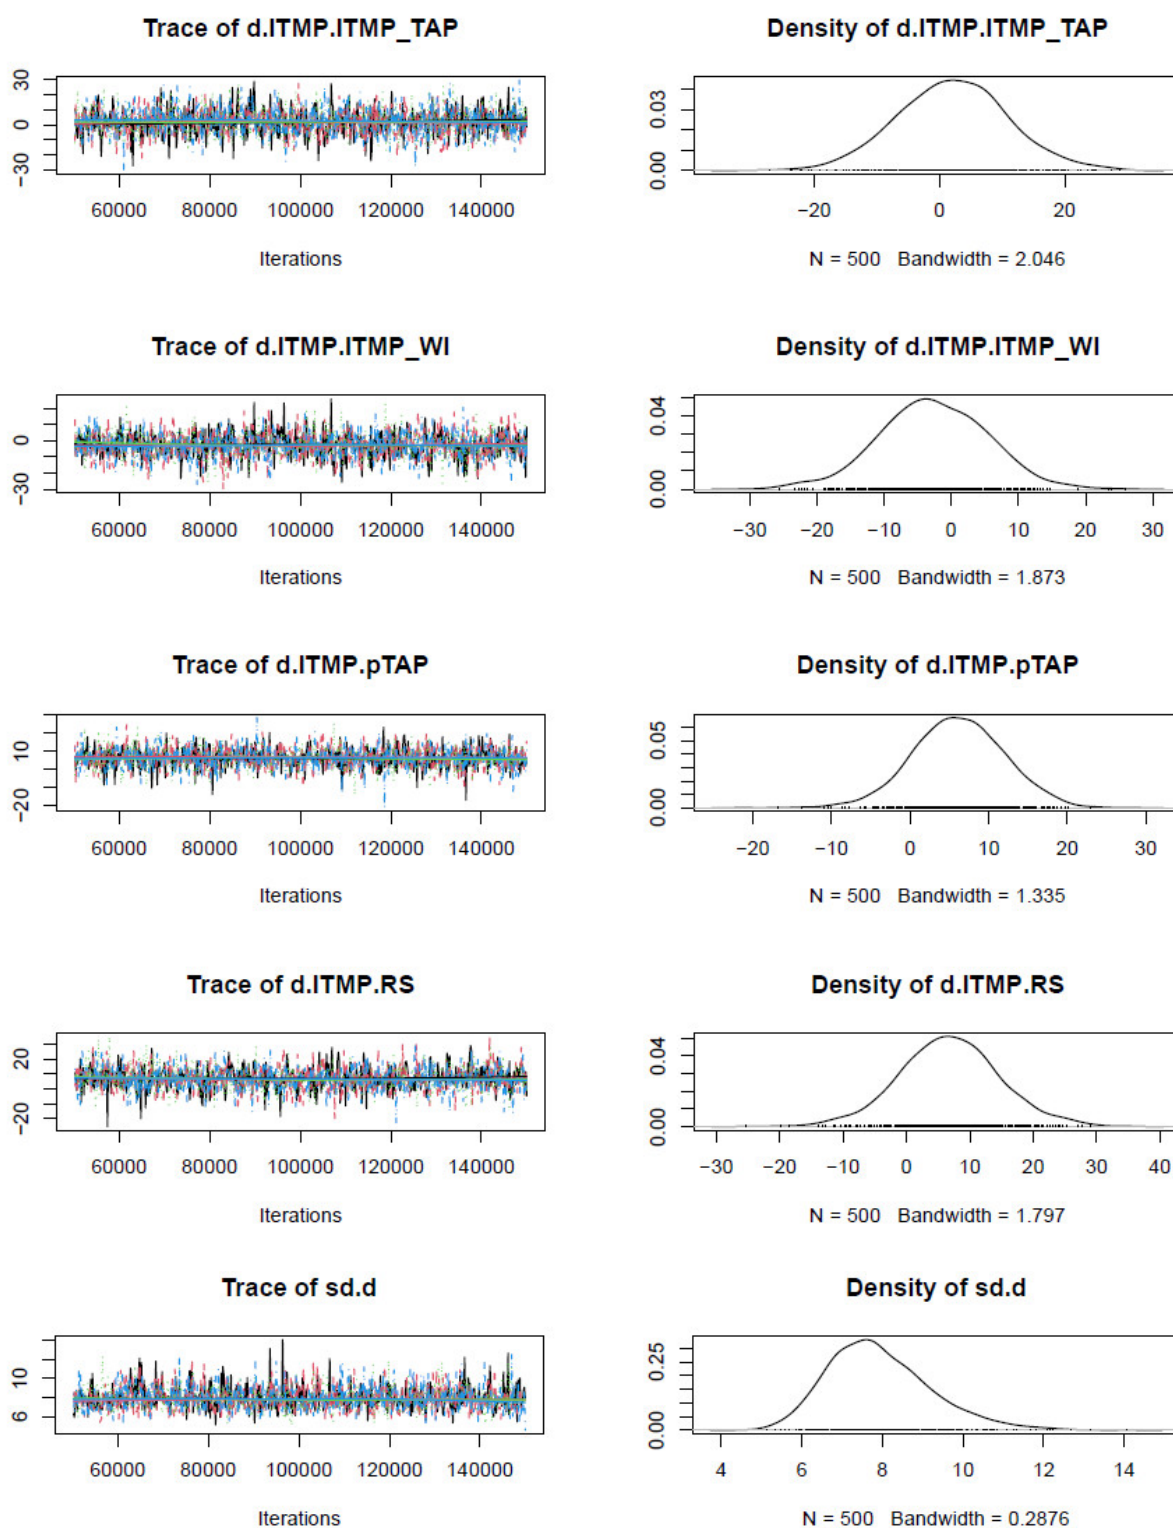 Trace of d.ITMP.ITMP_TAP
30
0
−30
60000 80000 100000 120000 140000
Iterations
Density of d.ITMP.ITMP_TAP
0.03
0.00
−20 0 20
N = 500 Bandwidth = 2.046
Trace of d.ITMP.ITMP_WI
0
−30
60000 80000 100000 120000 140000
Iterations
Density of d.ITMP.ITMP_WI
0.04
0.00
−30 −20 −10 0 10 20 30
N = 500 Bandwidth = 1.873
Trace of d.ITMP.pTAP
10
−20
60000 80000 100000 120000 140000
Iterations
Density of d.ITMP.pTAP
0.05
0.00
−20 −10 0 10 20 30
N = 500 Bandwidth = 1.335
Trace of d.ITMP.RS
20
−20
60000 80000 100000 120000 140000
Iterations
Density of d.ITMP.RS
0.04
0.00
−30 −20 −10 0 10 20 30 40
N = 500 Bandwidth = 1.797
Trace of sd.d
10
6
60000 80000 100000 120000 140000
Iterations
Density of sd.d
0.25
0.00
4 6 8 10 12 14
N = 500 Bandwidth = 0.2876